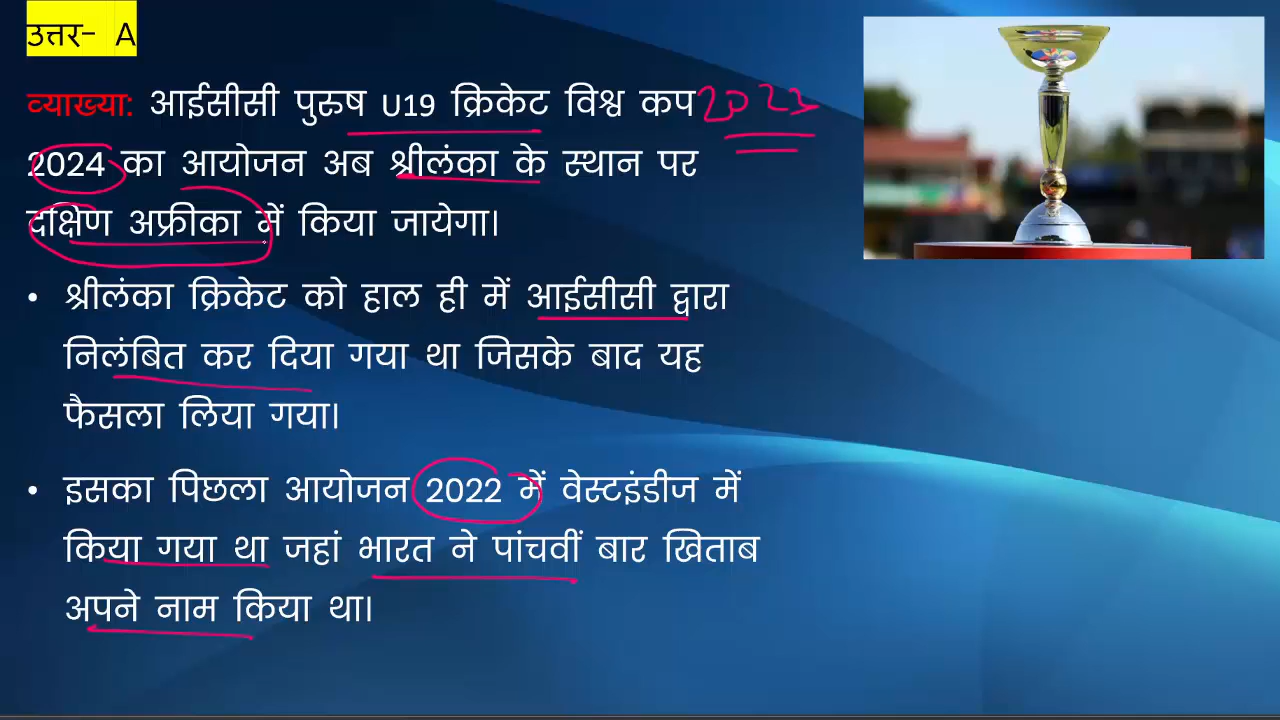 उत्तर- A
व्याख्या: आईसीसी पुरुष U19 क्रिकेट विश्व कप 2023
2024 का आयोजन अब श्रीलंका के स्थान पर
दक्षिण अफ्रीका में किया जायेगा।
• श्रीलंका क्रिकेट को हाल ही में आईसीसी द्वारा
निलंबित कर दिया गया था जिसके बाद यह
फैसला लिया गया।
• इसका पिछला आयोजन 2022 में वेस्टइंडीज में
किया गया था जहां भारत ने पांचवीं बार खिताब
अपने नाम किया था।